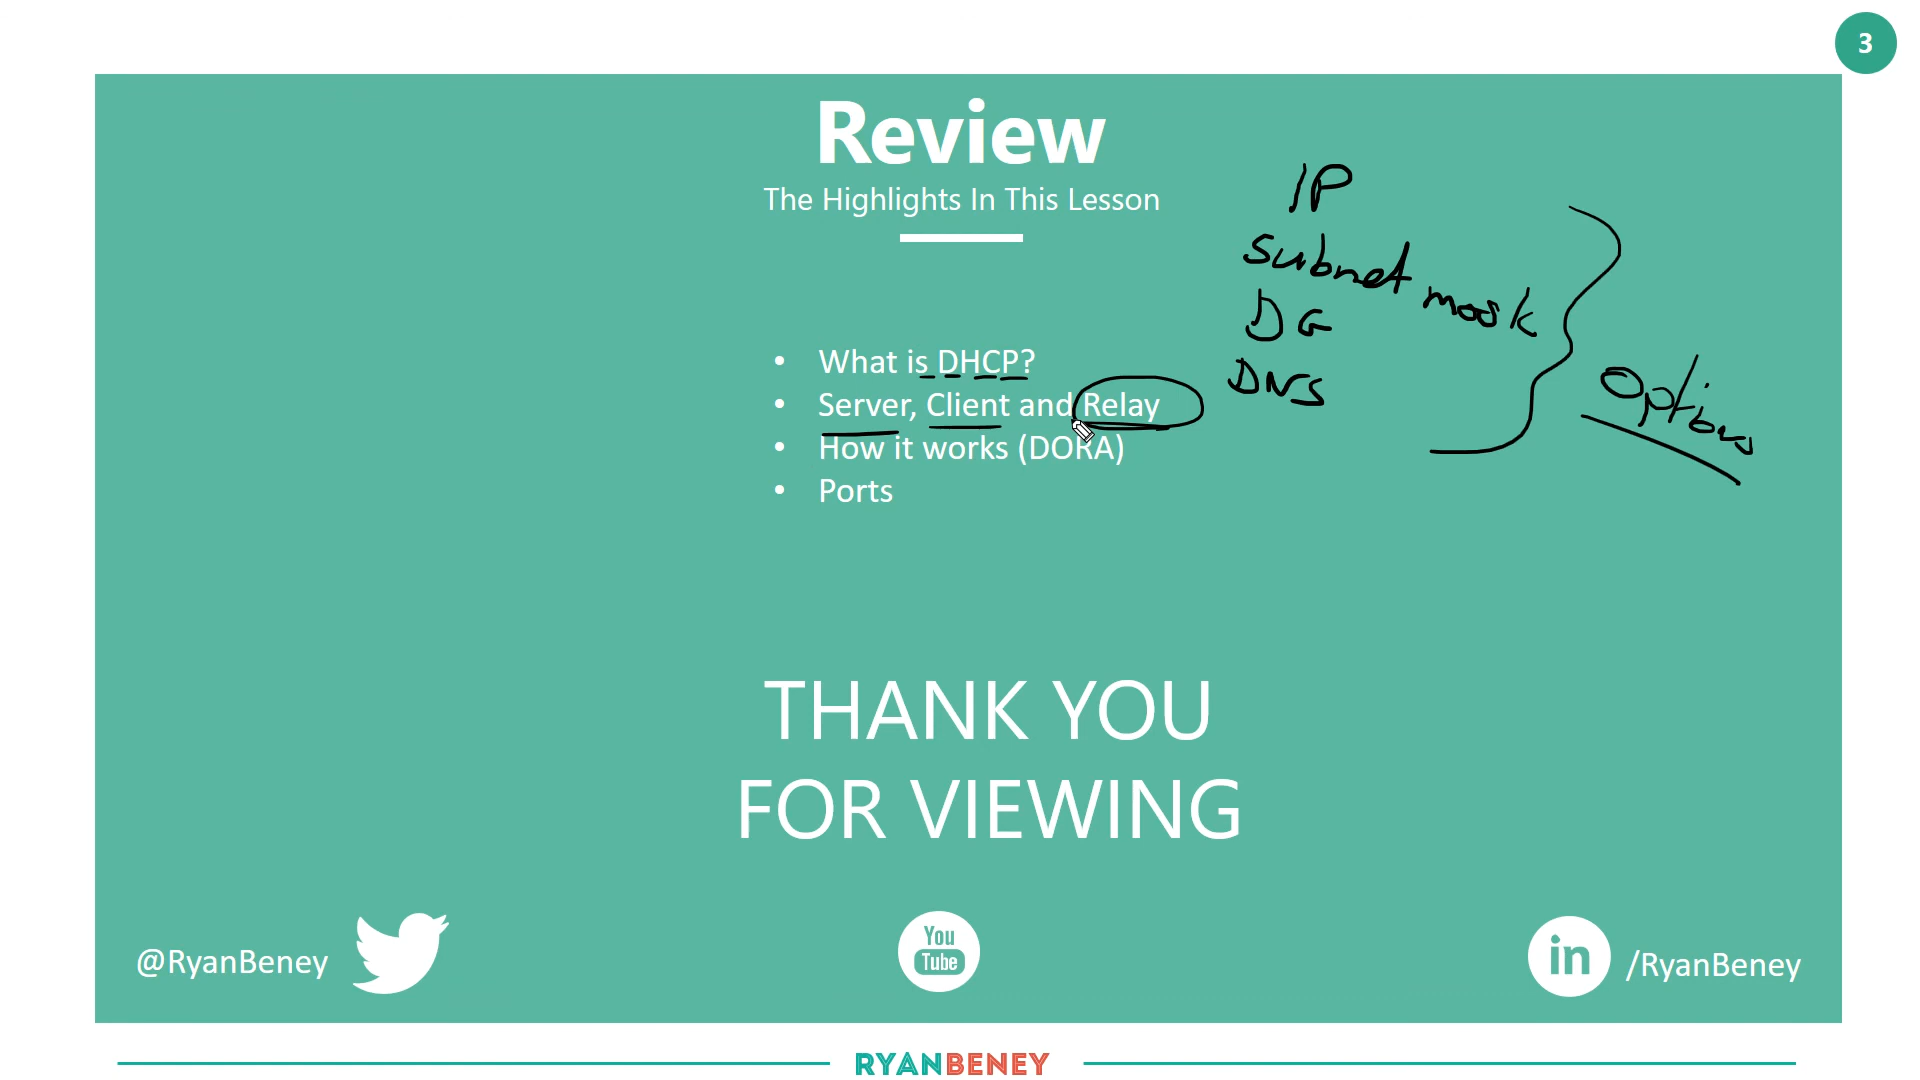 3
Review
The Highlights In This Lesson
IP
Subnet mask
DG
DNS
Options
• What is DHCP?
• Server, Client and Relay
• How it works (DORA)
• Ports
THANK YOU
FOR VIEWING
@RyanBeney
You
Tube
in
/RyanBeney
RYANBENEY